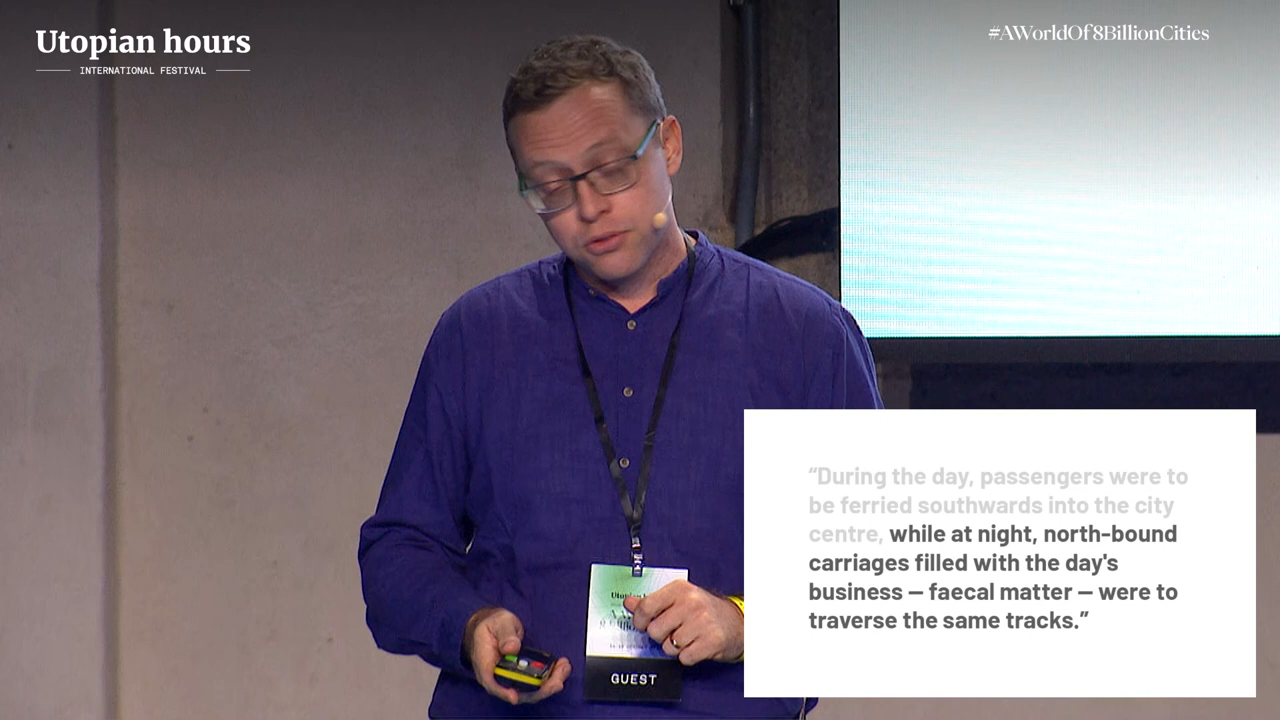 Utopian hours
INTERNATIONAL FESTIVAL
#AWorldOf8BillionCities
“During the day, passengers were to
be ferried southwards into the city
centre, while at night, north-bound
carriages filled with the day's
business — faecal matter — were to
traverse the same tracks.”
GUEST